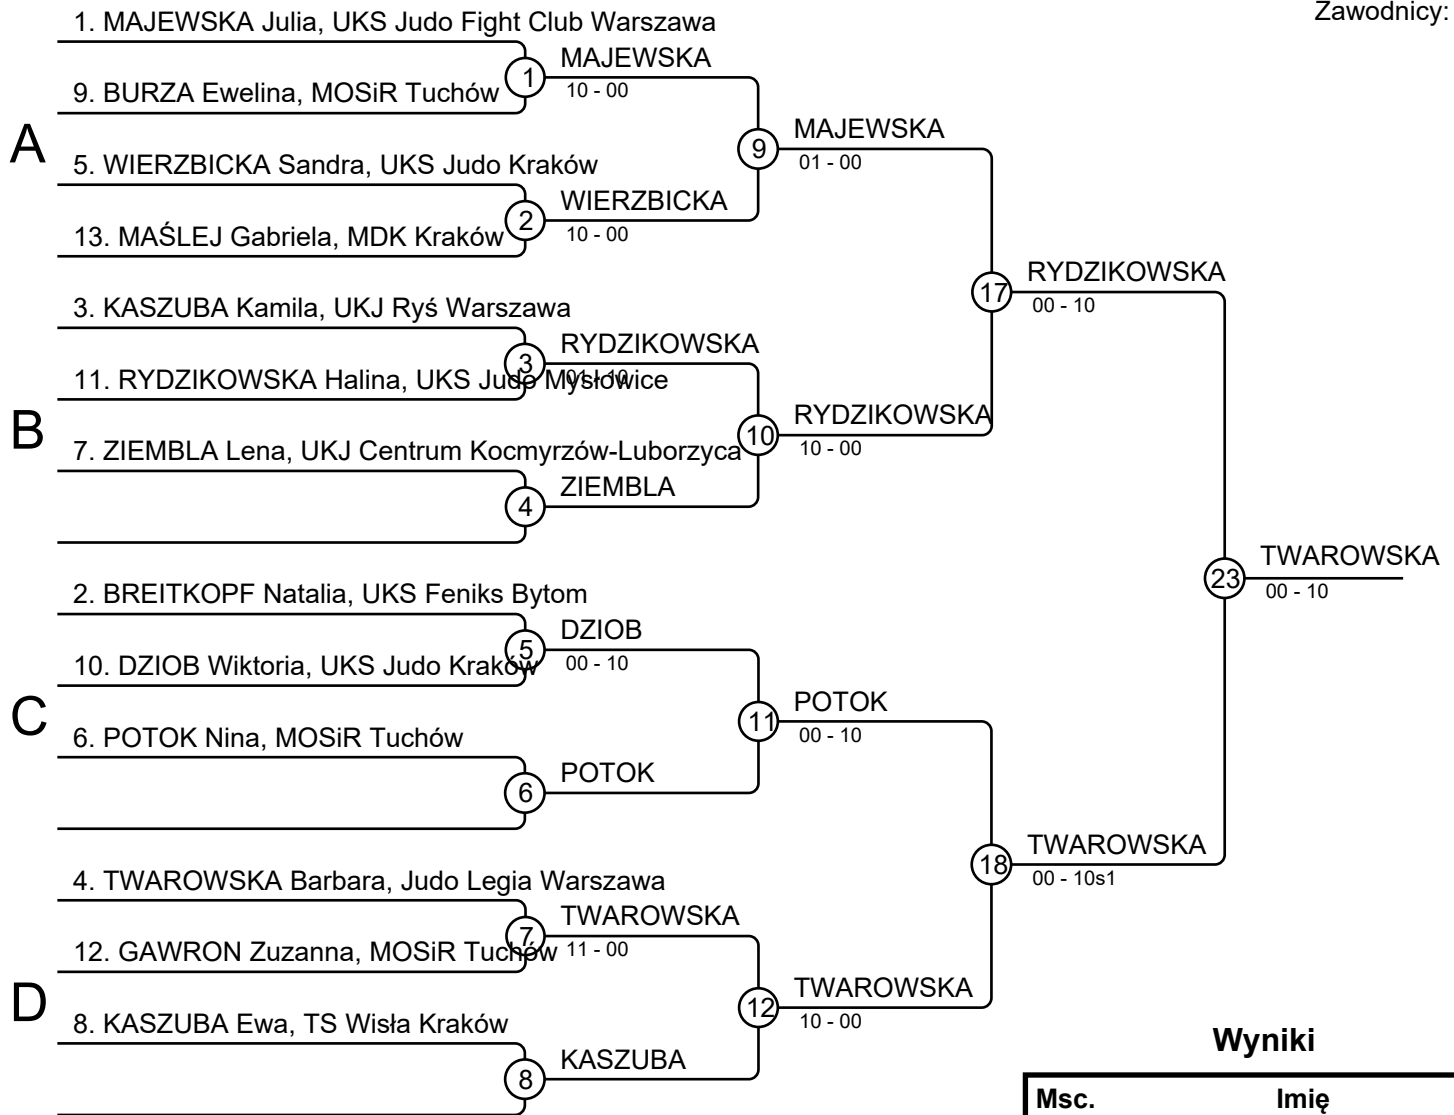 Zawodnicy:
1. MAJEWSKA Julia, UKS Judo Fight Club Warszawa
1
MAJEWSKA
10 - 00
9. BURZA Ewelina, MOSiR Tuchów
A
9
MAJEWSKA
01 - 00
5. WIERZBICKA Sandra, UKS Judo Kraków
2
WIERZBICKA
10 - 00
13. MAŚLEJ Gabriela, MDK Kraków
17
RYDZIKOWSKA
00 - 10
3. KASZUBA Kamila, UKJ Ryś Warszawa
3
RYDZIKOWSKA
01 - 10
11. RYDZIKOWSKA Halina, UKS Judo Mysłowice
B
10
RYDZIKOWSKA
10 - 00
7. ZIEMBLA Lena, UKJ Centrum Kocmyrzów-Luborzyca
4
ZIEMBLA
23
TWAROWSKA
00 - 10
2. BREITKOPF Natalia, UKS Feniks Bytom
5
DZIOB
00 - 10
10. DZIOB Wiktoria, UKS Judo Kraków
C
11
POTOK
00 - 10
6. POTOK Nina, MOSiR Tuchów
6
POTOK
18
TWAROWSKA
00 - 10s1
4. TWAROWSKA Barbara, Judo Legia Warszawa
7
TWAROWSKA
11 - 00
12. GAWRON Zuzanna, MOSiR Tuchów
D
12
TWAROWSKA
10 - 00
8. KASZUBA Ewa, TS Wisła Kraków
8
KASZUBA
Wyniki
Msc. Imię